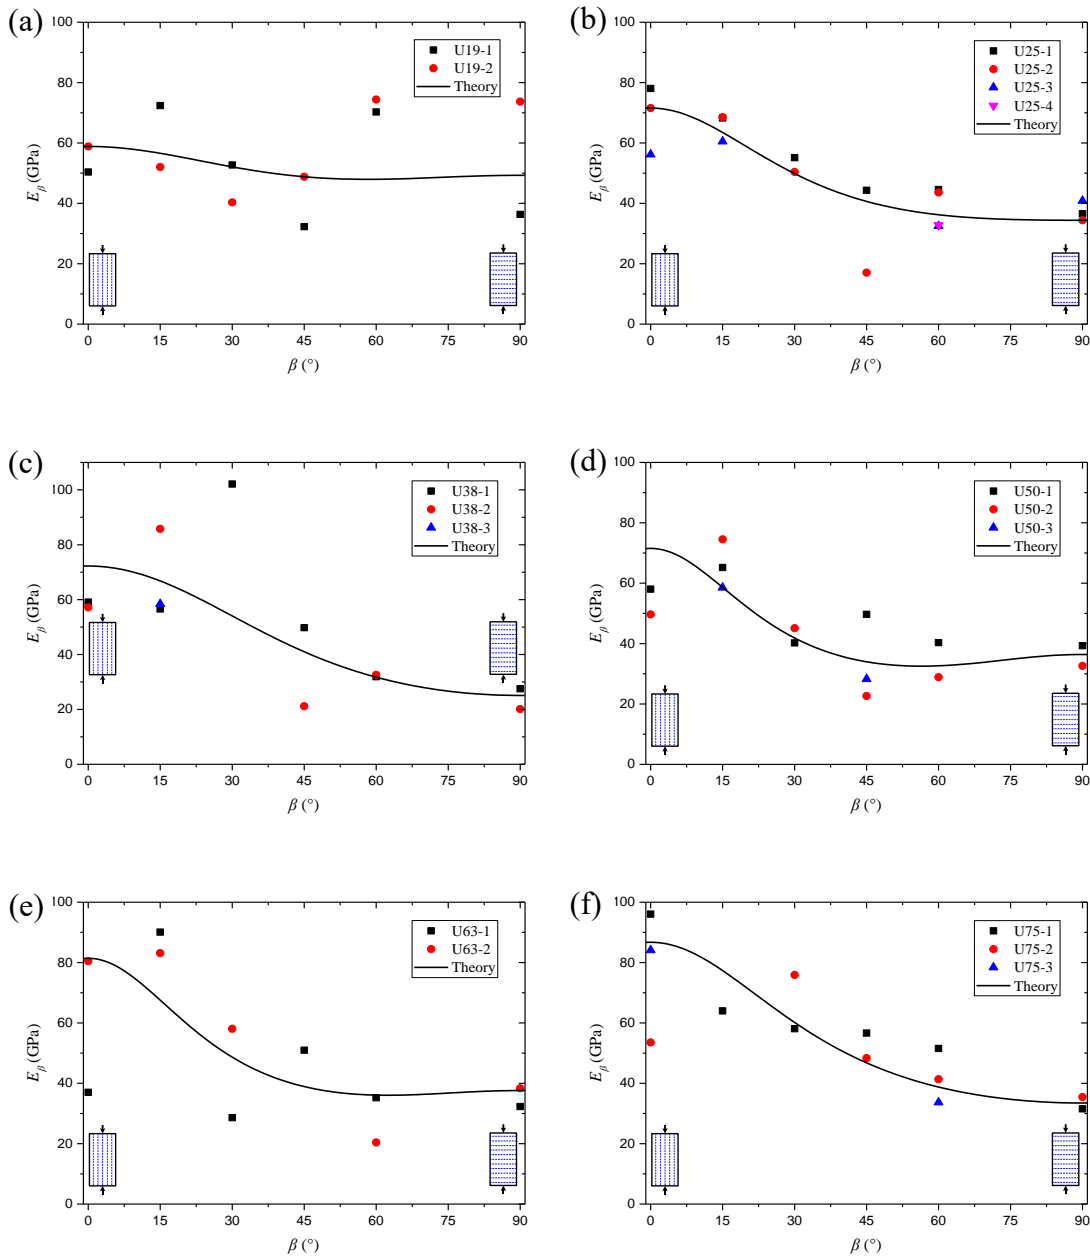 (a)
100
80
60
40
20
0
E_β (GPa)
U19-1
U19-2
Theory
0 15 30 45 60 75 90
β (°)
(b)
100
80
60
40
20
0
E_β (GPa)
U25-1
U25-2
U25-3
U25-4
Theory
0 15 30 45 60 75 90
β (°)
(c)
100
80
60
40
20
0
E_β (GPa)
U38-1
U38-2
U38-3
Theory
0 15 30 45 60 75 90
β (°)
(d)
100
80
60
40
20
0
E_β (GPa)
U50-1
U50-2
U50-3
Theory
0 15 30 45 60 75 90
β (°)
(e)
100
80
60
40
20
0
E_β (GPa)
U63-1
U63-2
Theory
0 15 30 45 60 75 90
β (°)
(f)
100
80
60
40
20
0
E_β (GPa)
U75-1
U75-2
U75-3
Theory
0 15 30 45 60 75 90
β (°)